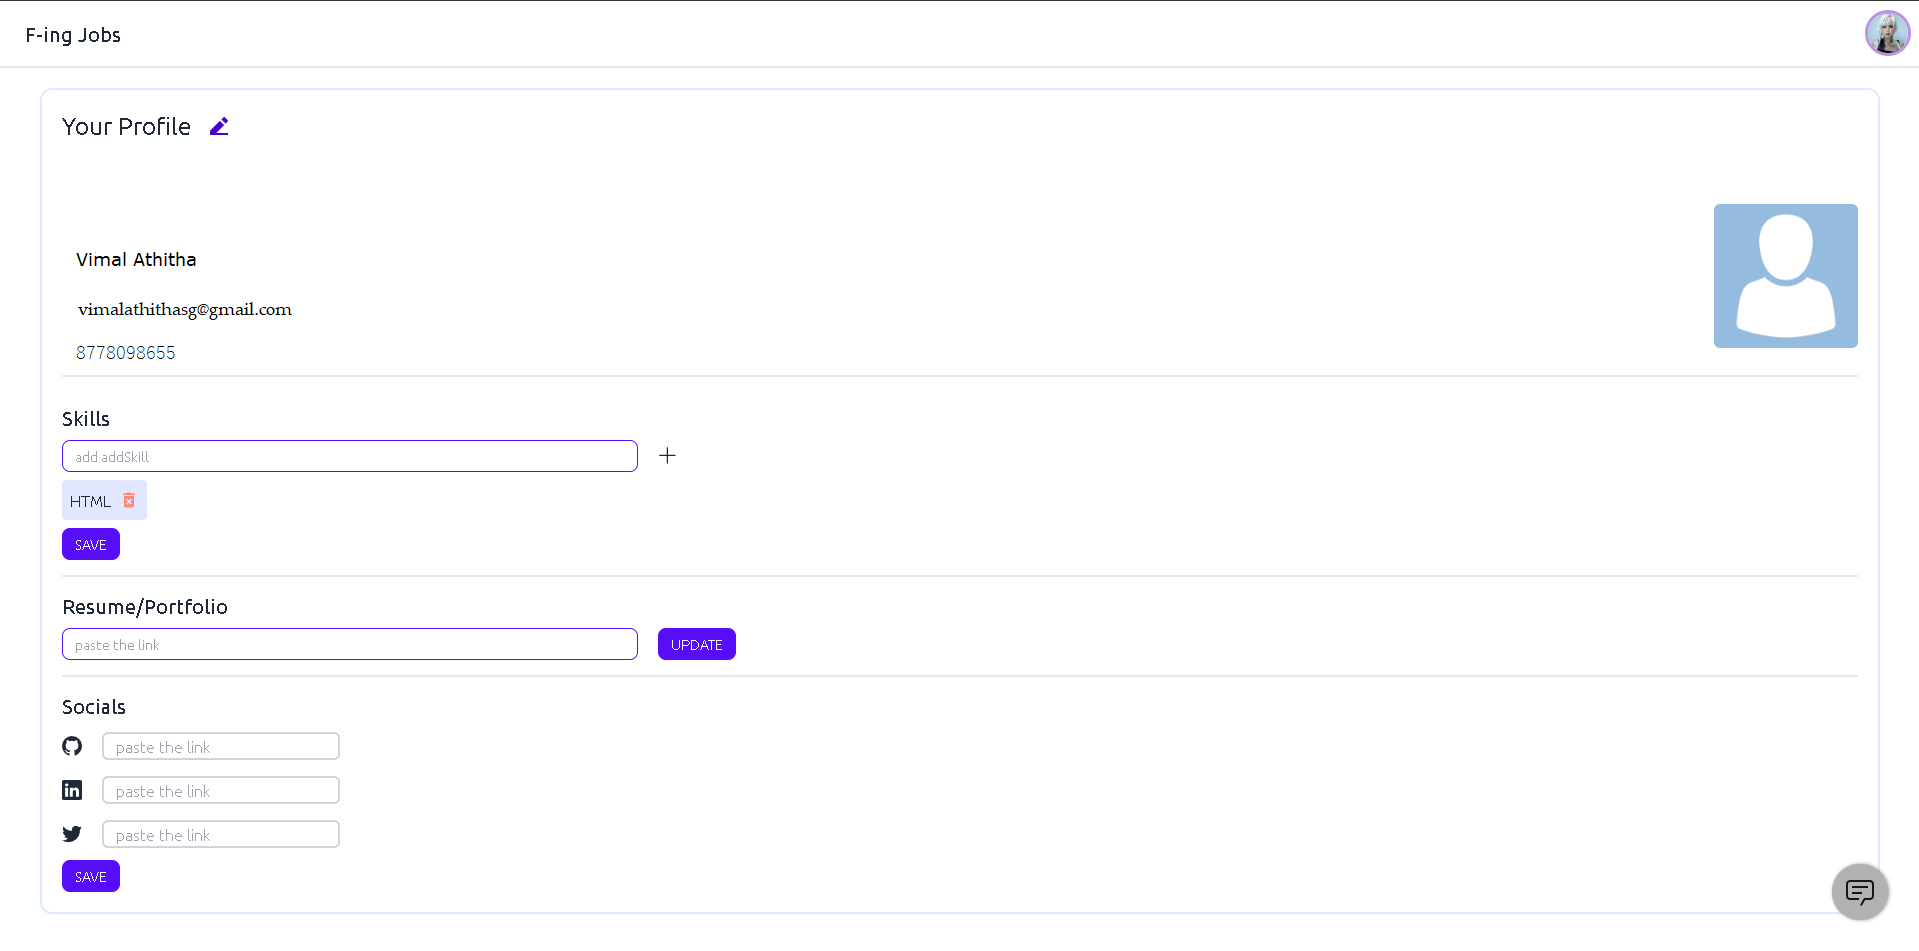 F-ing Jobs
Your Profile
Vimal Athitha
vimalathithasg@gmail.com
8778098655
Skills
add addSkill
HTML
SAVE
Resume/Portfolio
paste the link
UPDATE
Socials
paste the link
paste the link
paste the link
SAVE